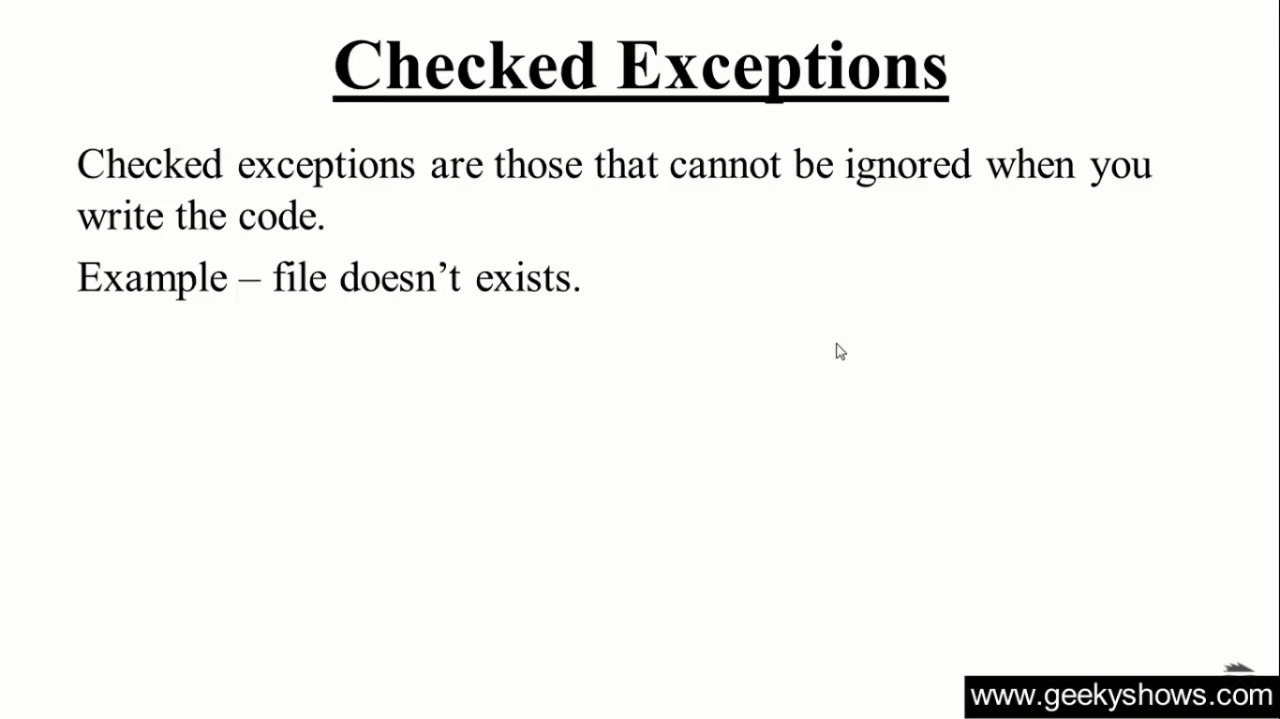 Checked Exceptions
Checked exceptions are those that cannot be ignored when you
write the code.
Example – file doesn’t exists.
www.geekyshows.com